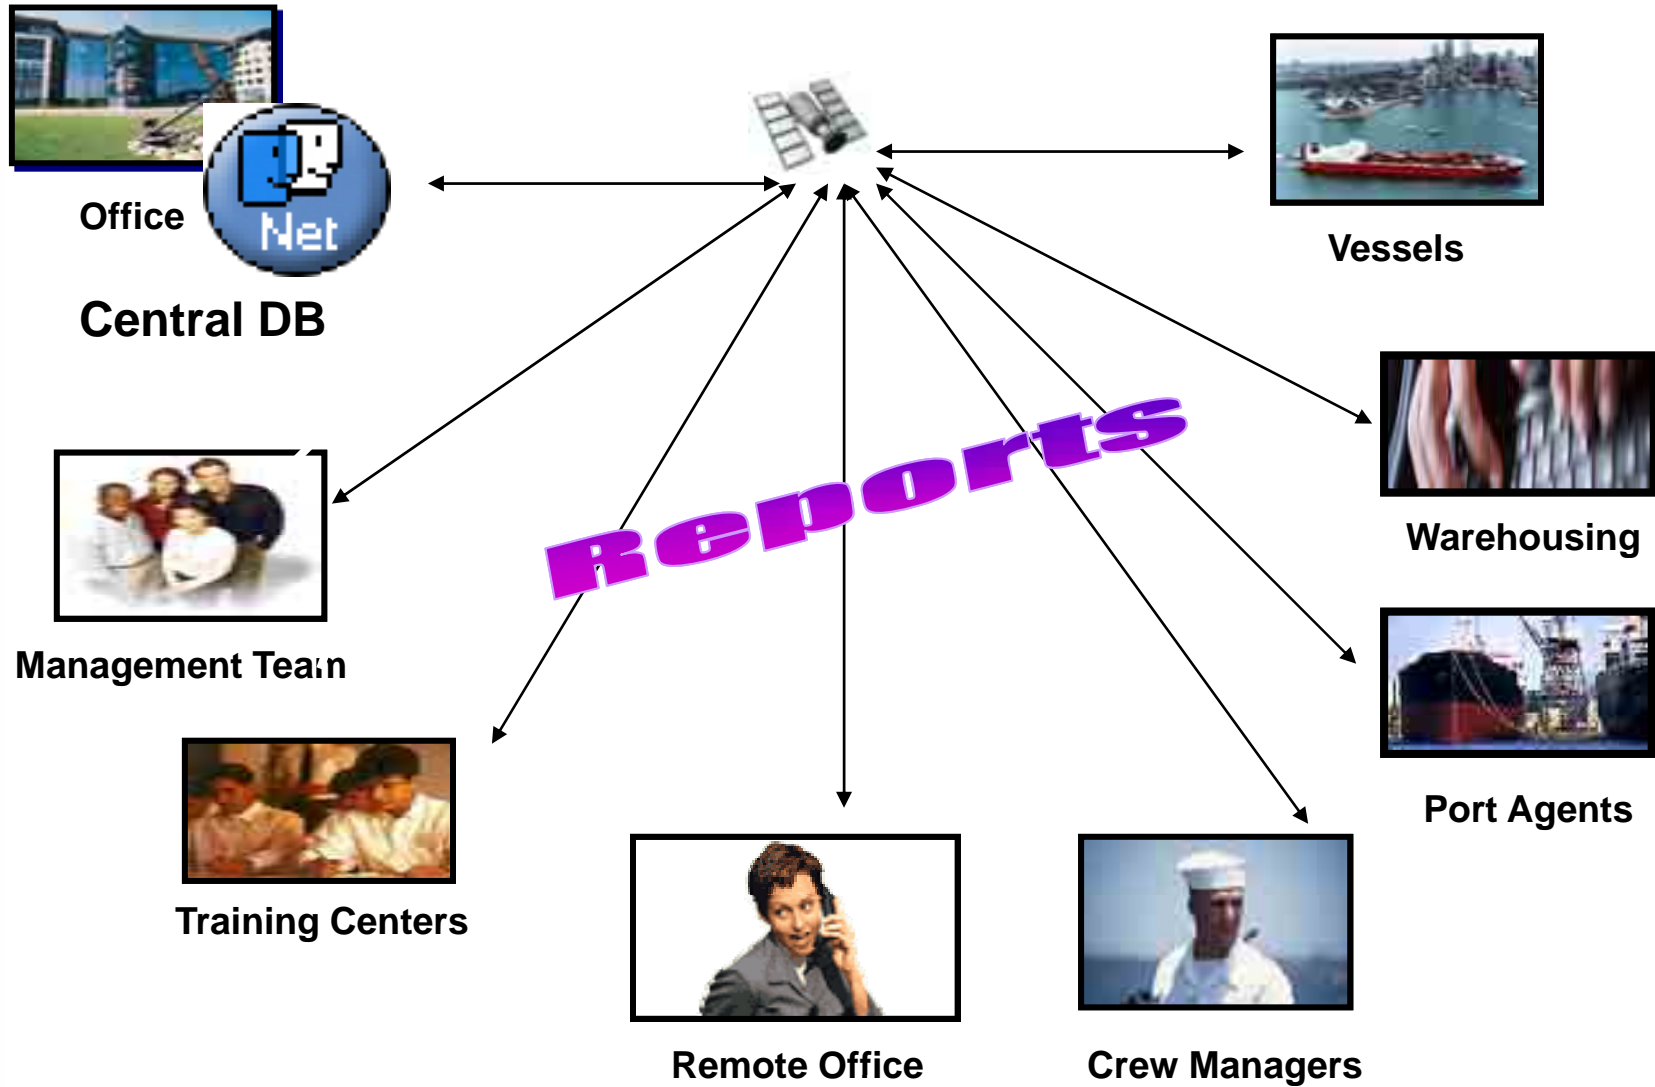 Office
Net
Vessels
Central DB
Reports
Warehousing
Management Team
Port Agents
Training Centers
Remote Office
Crew Managers